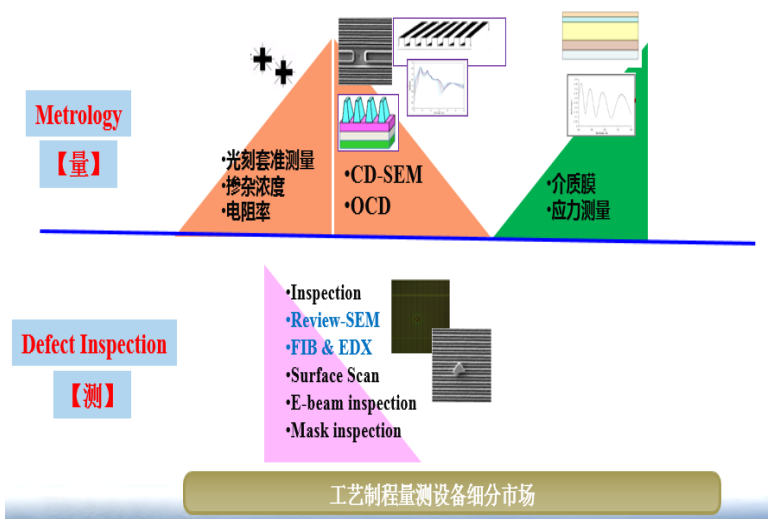 Metrology
【量】
•光刻套准测量
•掺杂浓度
•电阻率
•CD-SEM
•OCD
•介质膜
•应力测量
Defect Inspection
【测】
•Inspection
•Review-SEM
•FIB & EDX
•Surface Scan
•E-beam inspection
•Mask inspection
工艺制程量测设备细分市场